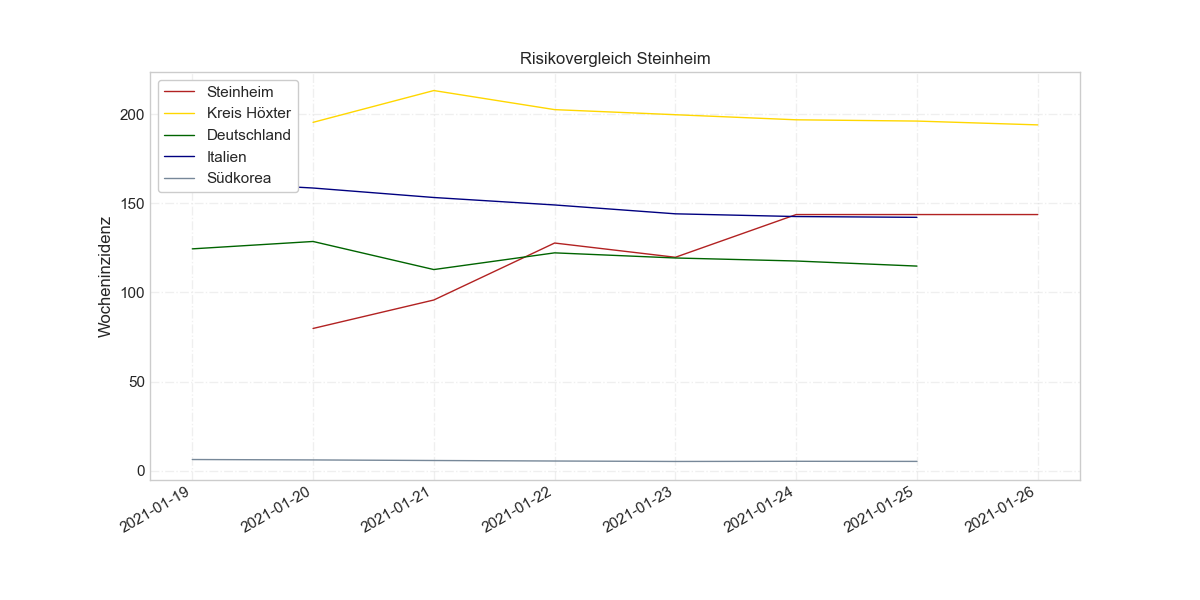 Risikovergleich Steinheim
Steinheim
Kreis Höxter
Deutschland
Italien
Südkorea
Wocheninzidenz
200
150
100
50
0
2021-01-19
2021-01-20
2021-01-21
2021-01-22
2021-01-23
2021-01-24
2021-01-25
2021-01-26